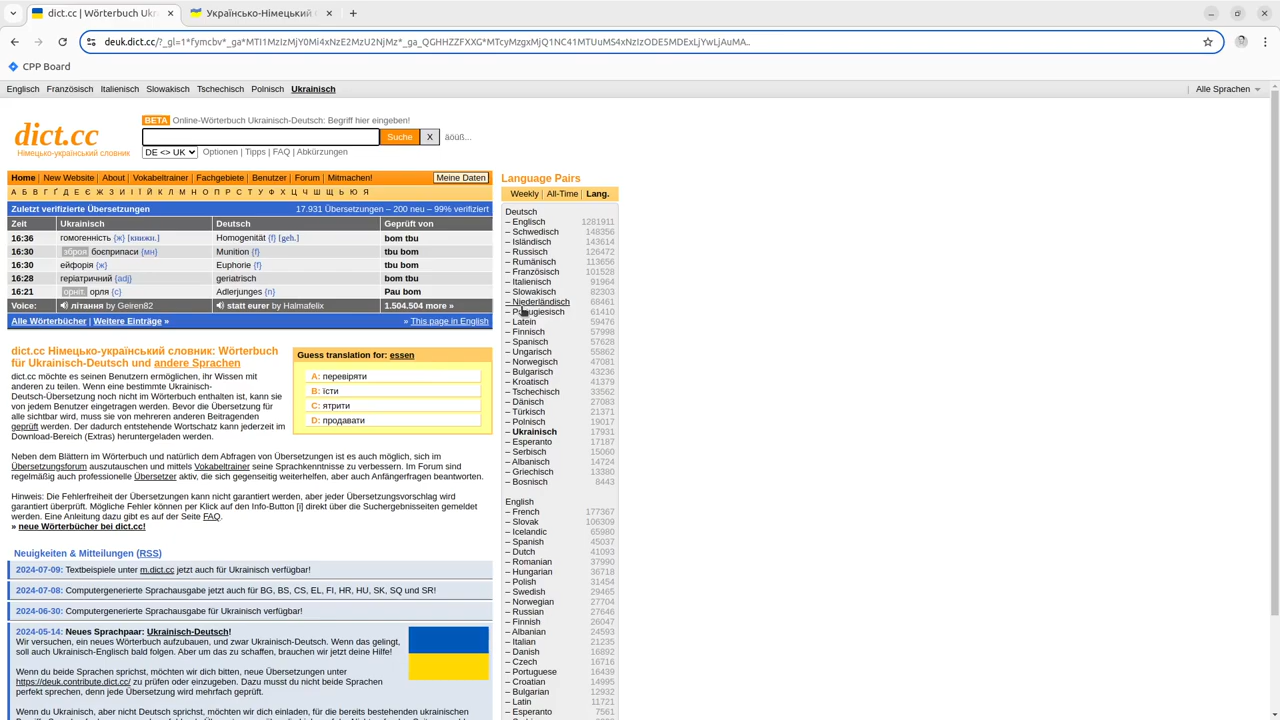 dict.cc | Wörterbuch Ukr
Українсько-Німецький с
deuk.dict.cc/?_gl=1*fymcbv*_ga*MTI1MzIzMjY0Mi4xNzE2MzU2NjMz*_ga_QGHHZZFXXG*MTcyMzgxMjQ1NC41MTUuMS4xNzIzODE5MDExLjYwLjAuMA..
CPP Board
Englisch Französisch Italienisch Slowakisch Tschechisch Polnisch Ukrainisch | Alle Sprachen
BETA Online-Wörterbuch Ukrainisch-Deutsch: Begriff hier eingeben!
dict.cc
Німецько-український словник
Suche X äöüß...
DE <> UK Optionen | Tipps | FAQ | Abkürzungen
Home | New Website | About | Vokabeltrainer | Fachgebiete | Benutzer | Forum | Mitmachen! Meine Daten
А Б В Г Ґ Д Е Є Ж З И І Ї Й К Л М Н О П Р С Т У Ф Х Ц Ч Ш Щ Ь Ю Я
Zuletzt verifizierte Übersetzungen 17.931 Übersetzungen – 200 neu – 99% verifiziert
Zeit Ukrainisch Deutsch Geprüft von
16:36 гомогенність {ж} [книжн.] Homogenität {f} [geh.] bom tbu
16:30 зброя боєприпаси {мн} Munition {f} tbu bom
16:30 ейфорія {ж} Euphorie {f} tbu bom
16:28 геріатричний {adj} geriatrisch bom tbu
16:21 орніт. орля {с} Adlerjunges {n} Pau bom
Voice: літання by Geiren82 statt eurer by Halmafelix 1.504.504 more »
Alle Wörterbücher | Weitere Einträge » » This page in English
dict.cc Німецько-український словник: Wörterbuch
für Ukrainisch-Deutsch und andere Sprachen
dict.cc möchte es seinen Benutzern ermöglichen, ihr Wissen mit
anderen zu teilen. Wenn eine bestimmte Ukrainisch-
Deutsch-Übersetzung noch nicht im Wörterbuch enthalten ist, kann sie
von jedem Benutzer eingetragen werden. Bevor die Übersetzung für
alle sichtbar wird, muss sie von mehreren anderen Beitragenden
geprüft werden. Der dadurch entstehende Wortschatz kann jederzeit im
Download-Bereich (Extras) heruntergeladen werden.
Guess translation for: essen
A: перевіряти
B: їсти
C: ятрити
D: продавати
Neben dem Blättern im Wörterbuch und natürlich dem Abfragen von Übersetzungen ist es auch möglich, sich im
Übersetzungsforum auszutauschen und mittels Vokabeltrainer seine Sprachkenntnisse zu verbessern. Im Forum sind
regelmäßig auch professionelle Übersetzer aktiv, die sich gegenseitig weiterhelfen, aber auch Anfängerfragen beantworten.
Hinweis: Die Fehlerfreiheit der Übersetzungen kann nicht garantiert werden, aber jeder Übersetzungsvorschlag wird
garantiert überprüft. Mögliche Fehler können per Klick auf den Info-Button [i] direkt über die Suchergebnisseiten gemeldet
werden. Eine Anleitung dazu gibt es auf der Seite FAQ.
» neue Wörterbücher bei dict.cc!
Neuigkeiten & Mitteilungen (RSS)
2024-07-09: Textbeispiele unter m.dict.cc jetzt auch für Ukrainisch verfügbar!
2024-07-08: Computergenerierte Sprachausgabe jetzt auch für BG, BS, CS, EL, FI, HR, HU, SK, SQ und SR!
2024-06-30: Computergenerierte Sprachausgabe für Ukrainisch verfügbar!
2024-05-14: Neues Sprachpaar: Ukrainisch-Deutsch!
Wir versuchen, ein neues Wörterbuch aufzubauen, und zwar Ukrainisch-Deutsch. Wenn das gelingt,
soll auch Ukrainisch-Englisch bald folgen. Aber um das zu schaffen, brauchen wir jetzt deine Hilfe!
Wenn du beide Sprachen sprichst, möchten wir dich bitten, neue Übersetzungen unter
https://deuk.contribute.dict.cc/ zu prüfen oder einzugeben. Dazu musst du nicht beide Sprachen
perfekt sprechen, denn jede Übersetzung wird mehrfach geprüft.
Wenn du Ukrainisch, aber nicht Deutsch sprichst, möchten wir dich einladen, für die bereits bestehenden ukrainischen
Language Pairs
Weekly | All-Time | Lang.
Deutsch
– Englisch 1281911
– Schwedisch 148356
– Isländisch 143614
– Russisch 126472
– Rumänisch 113656
– Französisch 101528
– Italienisch 91964
– Slowakisch 82303
– Niederländisch 68461
– Portugiesisch 61410
– Latein 59476
– Finnisch 57998
– Spanisch 57628
– Ungarisch 55862
– Norwegisch 47081
– Bulgarisch 43236
– Kroatisch 41379
– Tschechisch 33562
– Dänisch 27083
– Türkisch 21371
– Polnisch 19017
– Ukrainisch 17931
– Esperanto 17187
– Serbisch 15060
– Albanisch 14724
– Griechisch 13380
– Bosnisch 8443
English
– French 177367
– Slovak 106309
– Icelandic 65980
– Spanish 45037
– Dutch 41093
– Romanian 37990
– Hungarian 36718
– Polish 31454
– Swedish 29465
– Norwegian 27704
– Russian 27646
– Finnish 26047
– Albanian 24593
– Italian 21235
– Danish 16892
– Czech 16716
– Portuguese 16439
– Croatian 14995
– Bulgarian 12932
– Latin 11721
– Esperanto 7561